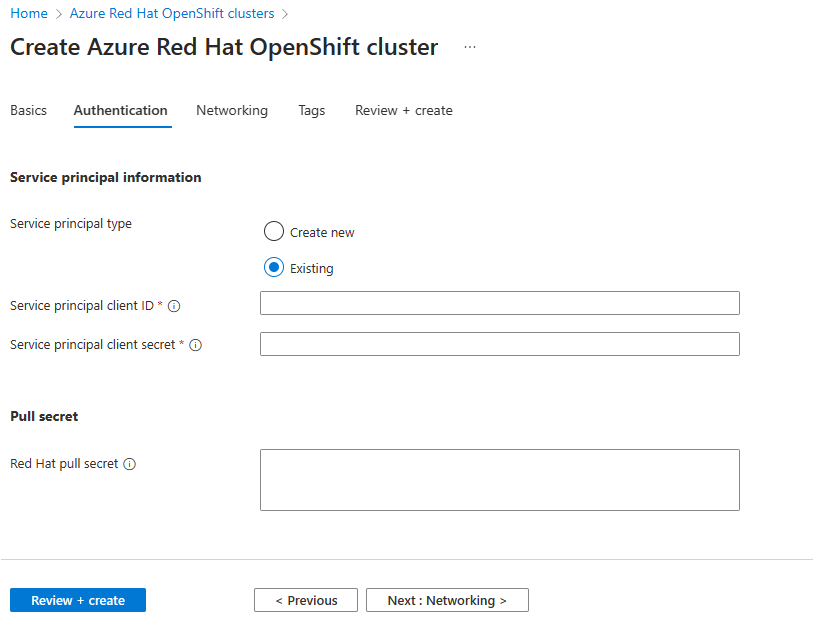 Home > Azure Red Hat OpenShift clusters >
Create Azure Red Hat OpenShift cluster ...
Basics Authentication Networking Tags Review + create
Service principal information
Service principal type
Create new
Existing
Service principal client ID *
Service principal client secret *
Pull secret
Red Hat pull secret
Review + create < Previous Next : Networking >